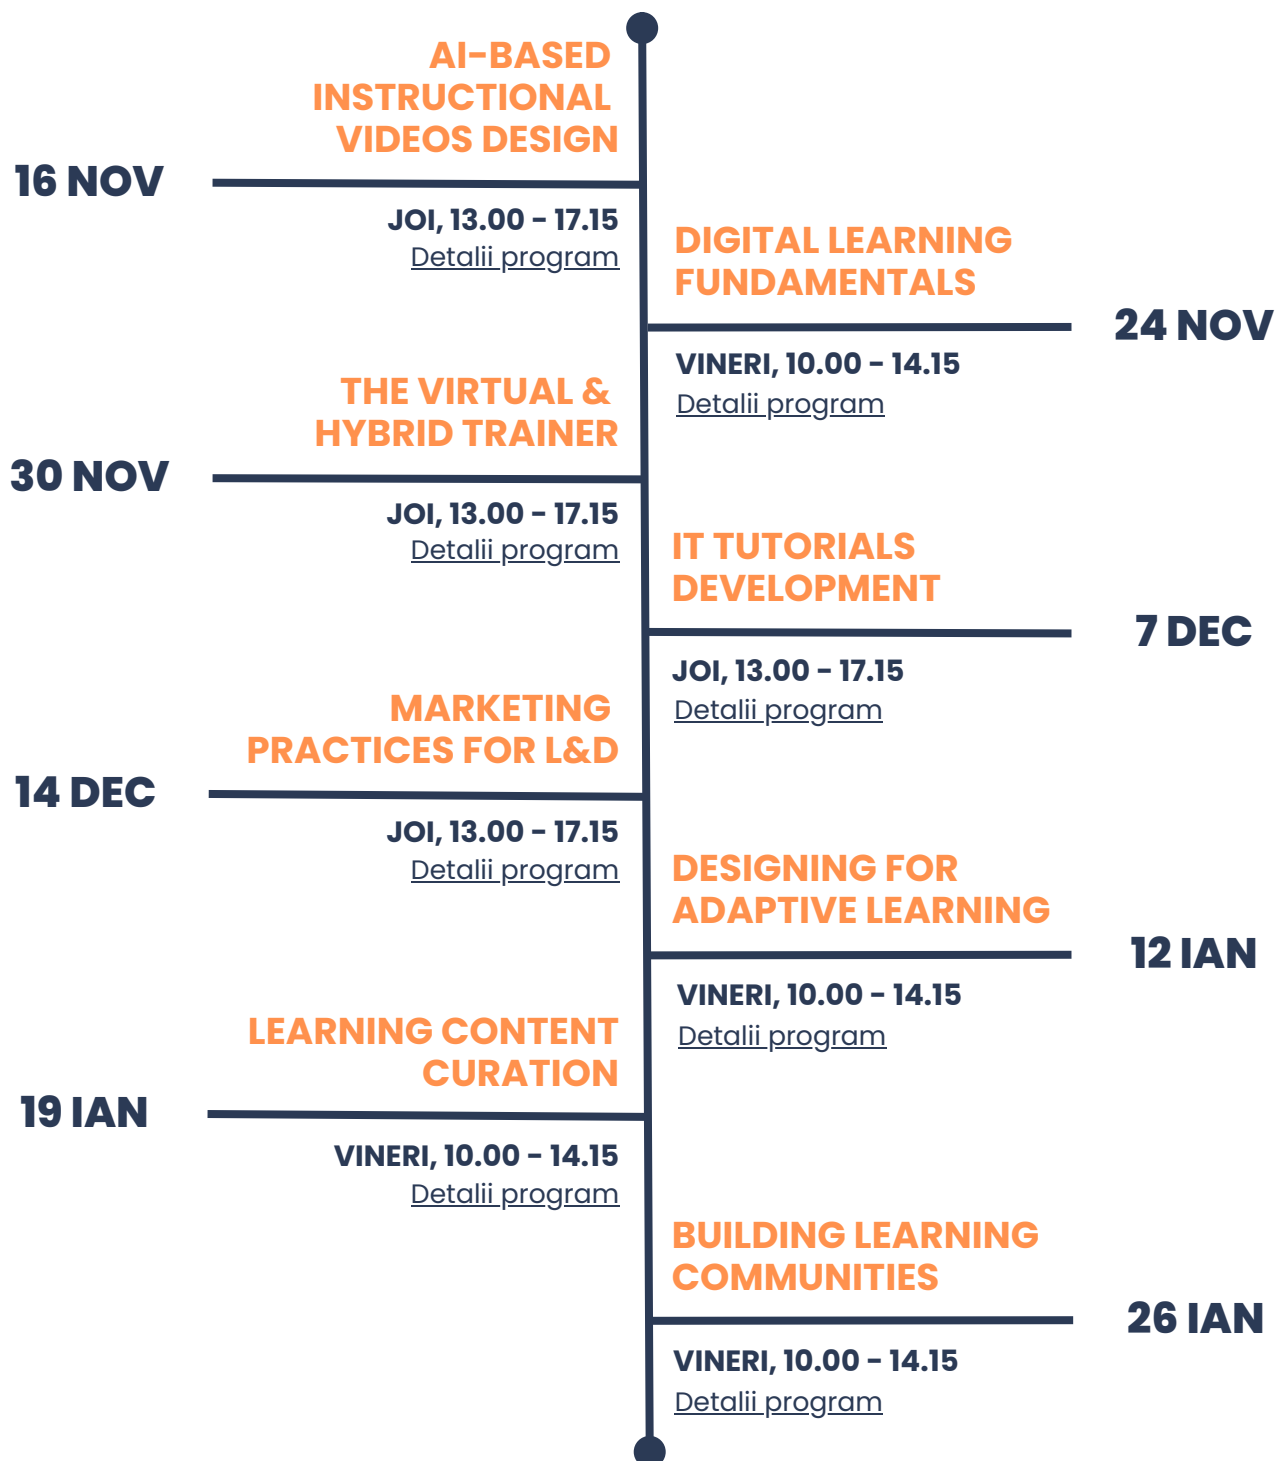 AI-BASED
INSTRUCTIONAL
VIDEOS DESIGN
16 NOV
JOI, 13.00 - 17.15
Detalii program
DIGITAL LEARNING
FUNDAMENTALS
24 NOV
VINERI, 10.00 - 14.15
Detalii program
THE VIRTUAL &
HYBRID TRAINER
30 NOV
JOI, 13.00 - 17.15
Detalii program
IT TUTORIALS
DEVELOPMENT
7 DEC
JOI, 13.00 - 17.15
Detalii program
MARKETING
PRACTICES FOR L&D
14 DEC
JOI, 13.00 - 17.15
Detalii program
DESIGNING FOR
ADAPTIVE LEARNING
12 IAN
VINERI, 10.00 - 14.15
Detalii program
LEARNING CONTENT
CURATION
19 IAN
VINERI, 10.00 - 14.15
Detalii program
BUILDING LEARNING
COMMUNITIES
26 IAN
VINERI, 10.00 - 14.15
Detalii program